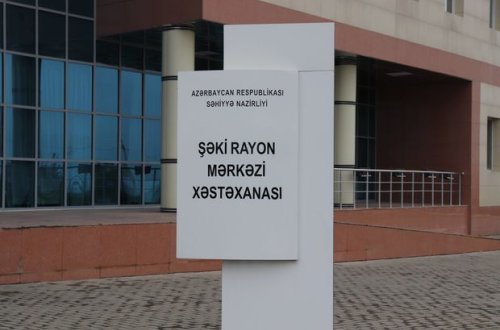 AZƏRBAYCAN RESPUBLİKASI
SƏHİYYƏ NAZİRLİYİ
ŞƏKİ RAYON
MƏRKƏZİ
XƏSTƏXANASI